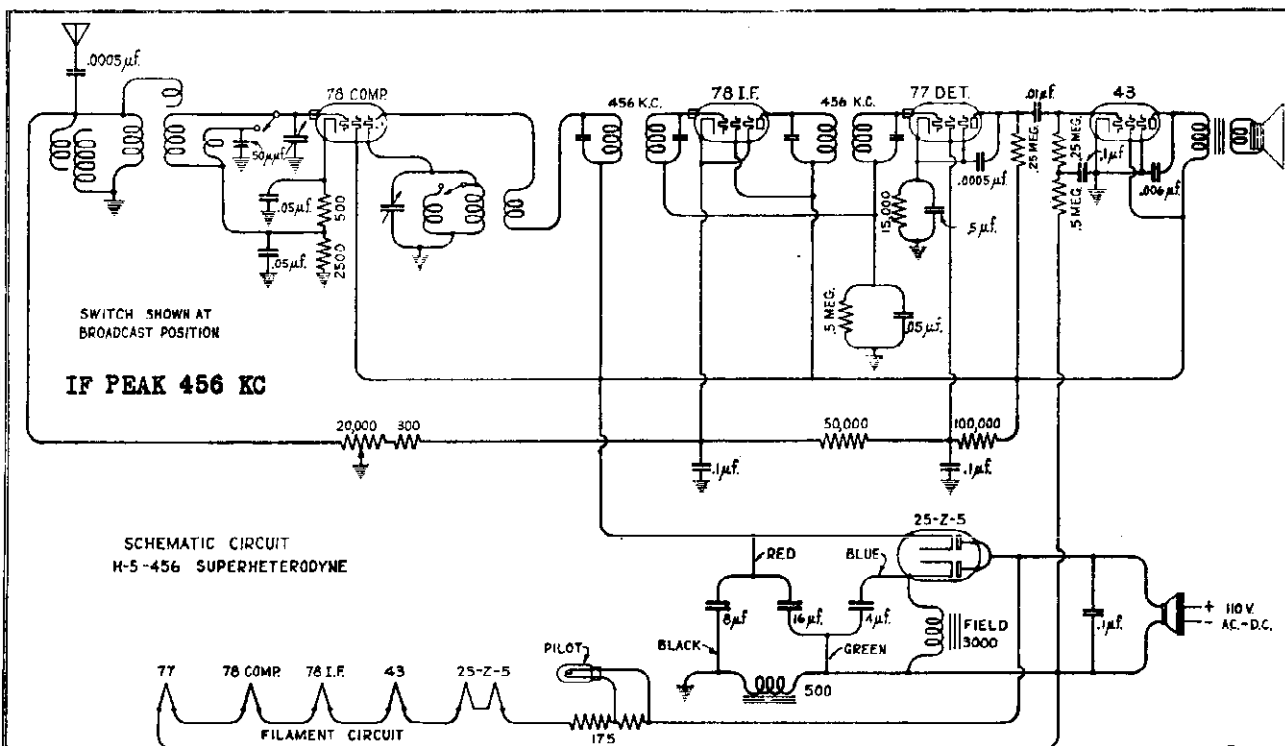 .0005µf.
78 COMP.
50µµf.
.05µf.
500
.05µf.
2500
456 K.C.
78 I.F.
456 K.C.
77 DET.
.01µf.
43
.25 MEG.
.25 MEG.
.1µf.
.5 MEG.
.006µf.
.0005µf.
15,000
.5µf.
.5 MEG.
.05µf.
SWITCH SHOWN AT
BROADCAST POSITION
IF PEAK 456 KC
20,000
300
50,000
100,000
.1µf.
.1µf.
SCHEMATIC CIRCUIT
H-5-456 SUPERHETERODYNE
25-Z-5
RED
BLUE
8µf.
16µf.
4µf.
FIELD
3000
.1µf.
+ 110 V.
- A.C.-D.C.
BLACK
GREEN
500
PILOT
77
78 COMP.
78 I.F.
43
25-Z-5
175
FILAMENT CIRCUIT